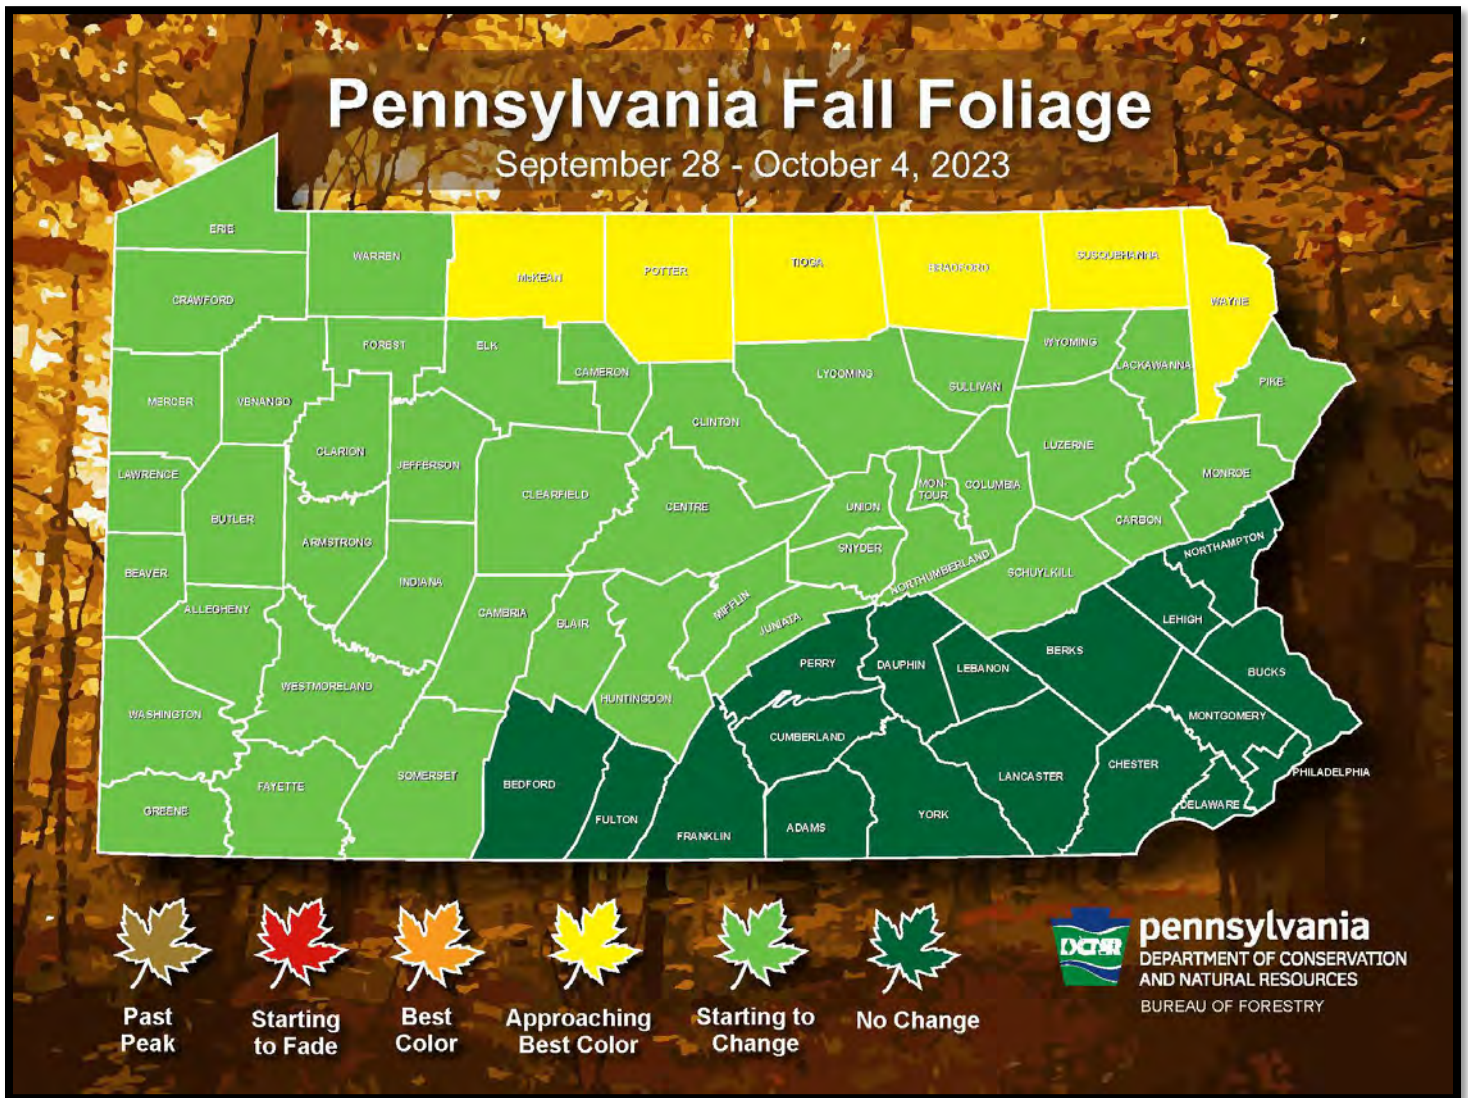 Pennsylvania Fall Foliage
September 28 - October 4, 2023
ERIE
WARREN
McKEAN
POTTER
TIOGA
BRADFORD
SUSQUEHANNA
WAYNE
CRAWFORD
FOREST
ELK
CAMERON
LYCOMING
SULLIVAN
WYOMING
LACKAWANNA
PIKE
MERCER
VENANGO
CLINTON
CLARION
JEFFERSON
LUZERNE
LAWRENCE
CLEARFIELD
CENTRE
UNION
MON-
TOUR
COLUMBIA
MONROE
BUTLER
ARMSTRONG
SNYDER
CARBON
NORTHAMPTON
BEAVER
INDIANA
NORTHUMBERLAND
SCHUYLKILL
ALLEGHENY
CAMBRIA
BLAIR
MIFFLIN
JUNIATA
LEHIGH
PERRY
DAUPHIN
LEBANON
BERKS
BUCKS
WESTMORELAND
HUNTINGDON
WASHINGTON
CUMBERLAND
MONTGOMERY
SOMERSET
BEDFORD
LANCASTER
CHESTER
PHILADELPHIA
FAYETTE
GREENE
FULTON
FRANKLIN
ADAMS
YORK
DELAWARE
Past
Peak
Starting
to Fade
Best
Color
Approaching
Best Color
Starting to
Change
No Change
DCNR
pennsylvania
DEPARTMENT OF CONSERVATION
AND NATURAL RESOURCES
BUREAU OF FORESTRY